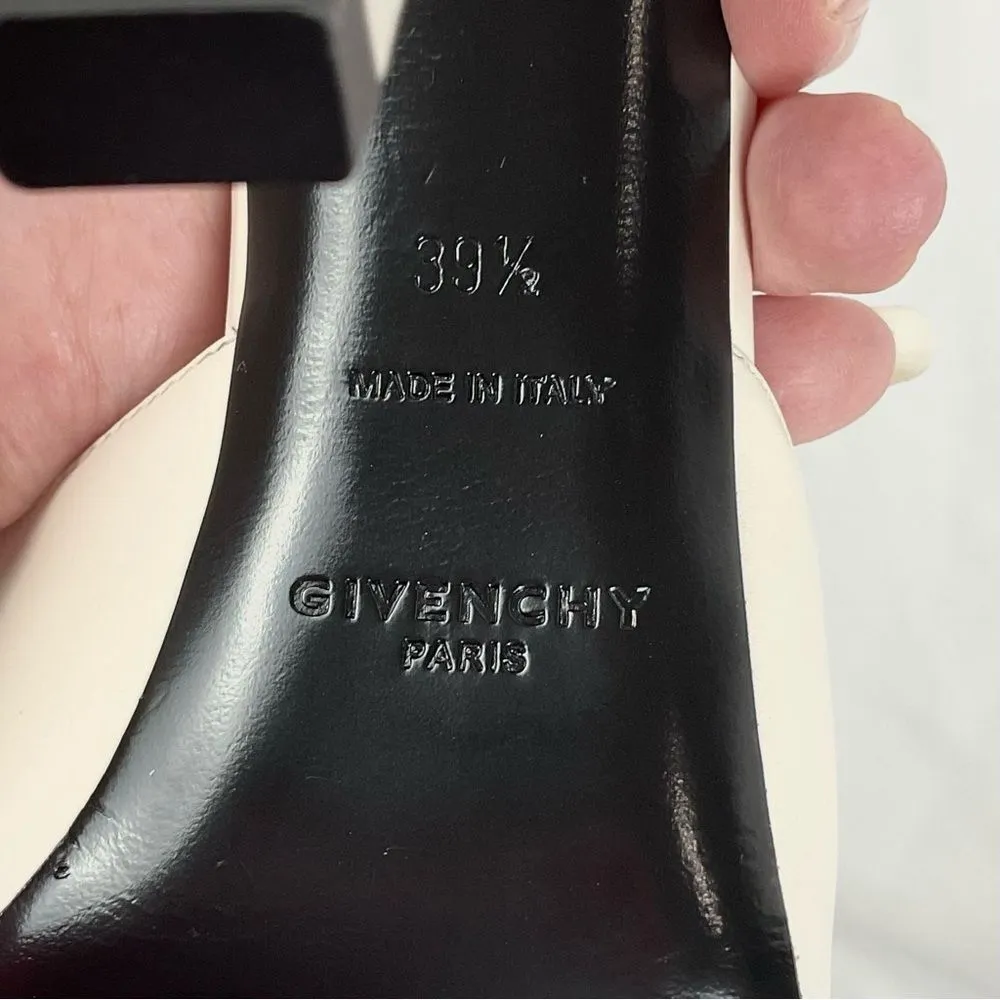 39½
MADE IN ITALY
GIVENCHY
PARIS